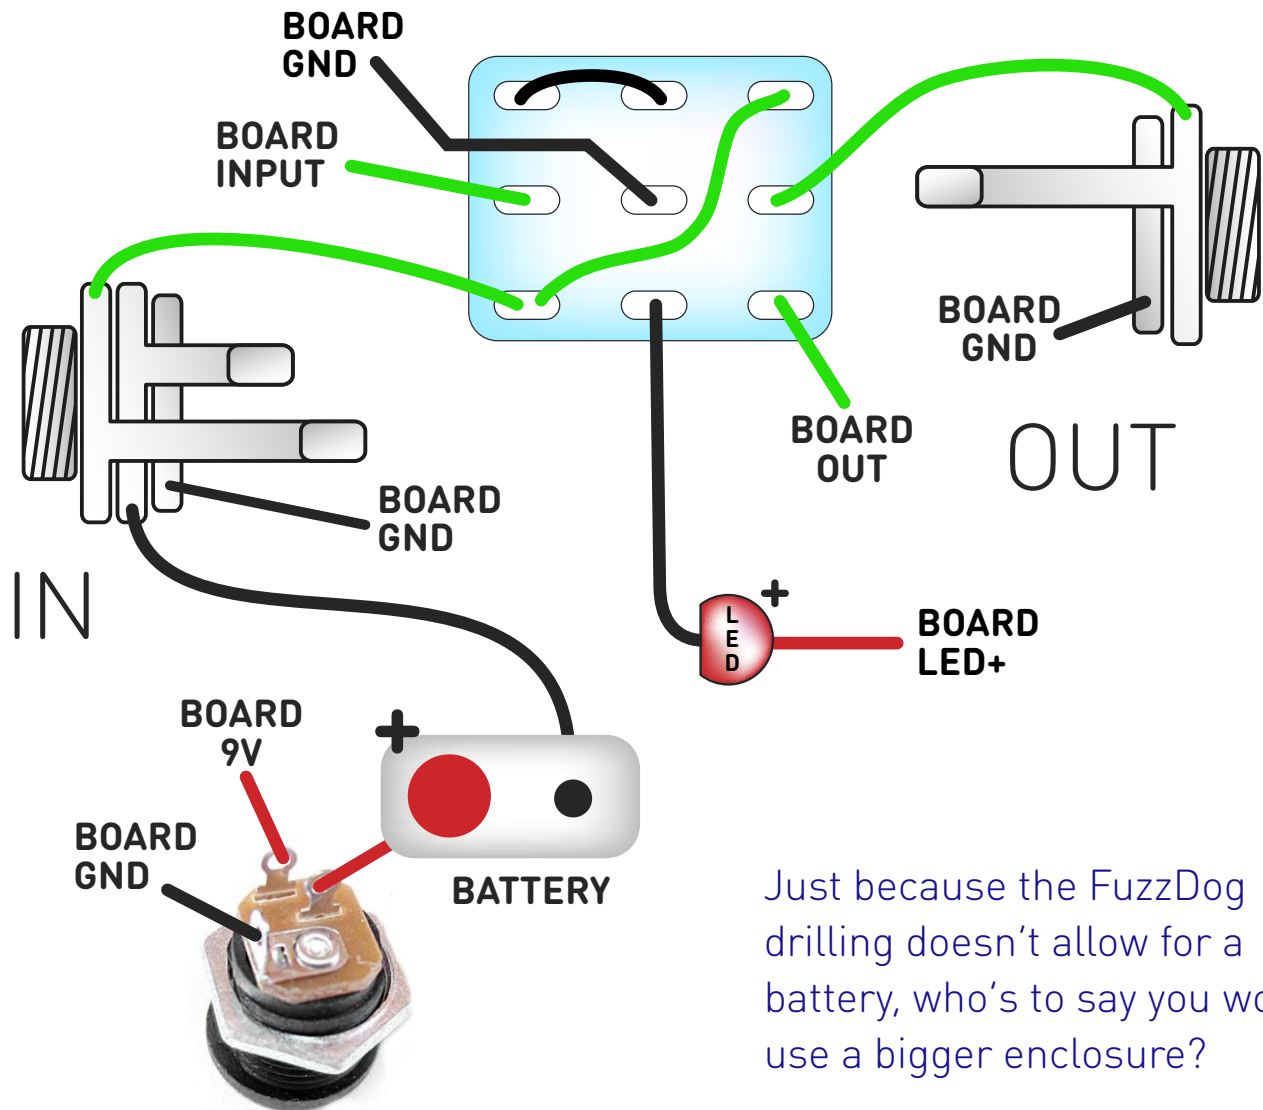 BOARD
GND
BOARD
INPUT
BOARD
GND
BOARD
OUT
OUT
BOARD
GND
IN
+
L
E
D
BOARD
LED+
BOARD
9V
+
BOARD
GND
BATTERY
Just because the FuzzDog
drilling doesn't allow for a
battery, who's to say you
use a bigger enclosure?